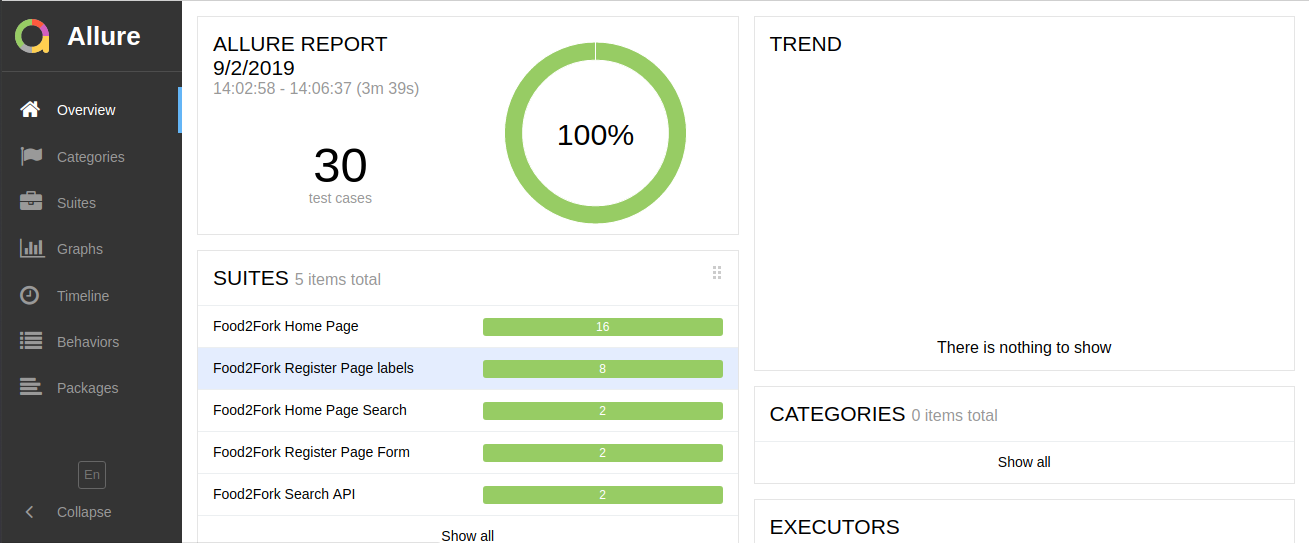 Allure
Overview
Categories
Suites
Graphs
Timeline
Behaviors
Packages
En
Collapse
ALLURE REPORT
9/2/2019
14:02:58 - 14:06:37 (3m 39s)
30
test cases
100%
SUITES 5 items total
Food2Fork Home Page 16
Food2Fork Register Page labels 8
Food2Fork Home Page Search 2
Food2Fork Register Page Form 2
Food2Fork Search API 2
Show all
TREND
There is nothing to show
CATEGORIES 0 items total
Show all
EXECUTORS